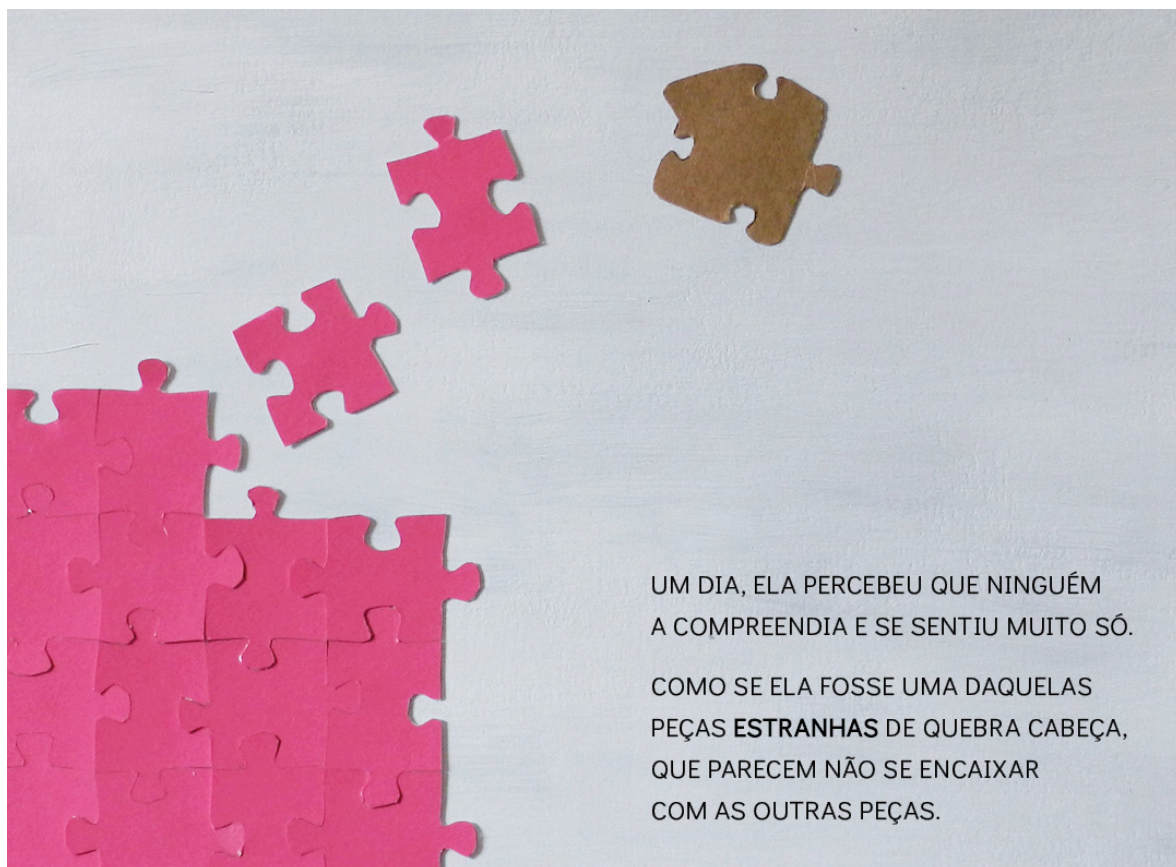 UM DIA, ELA PERCEBEU QUE NINGUÉM
A COMPREENDIA E SE SENTIU MUITO SÓ.
COMO SE ELA FOSSE UMA DAQUELAS
PEÇAS ESTRANHAS DE QUEBRA CABEÇA,
QUE PARECEM NÃO SE ENCAIXAR
COM AS OUTRAS PEÇAS.